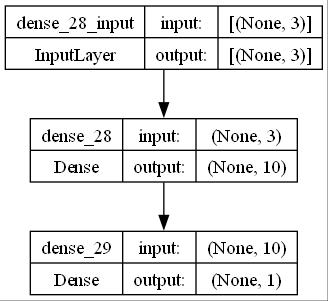 dense_28_input input: [(None, 3)]
InputLayer output: [(None, 3)]
dense_28 input: (None, 3)
Dense output: (None, 10)
dense_29 input: (None, 10)
Dense output: (None, 1)